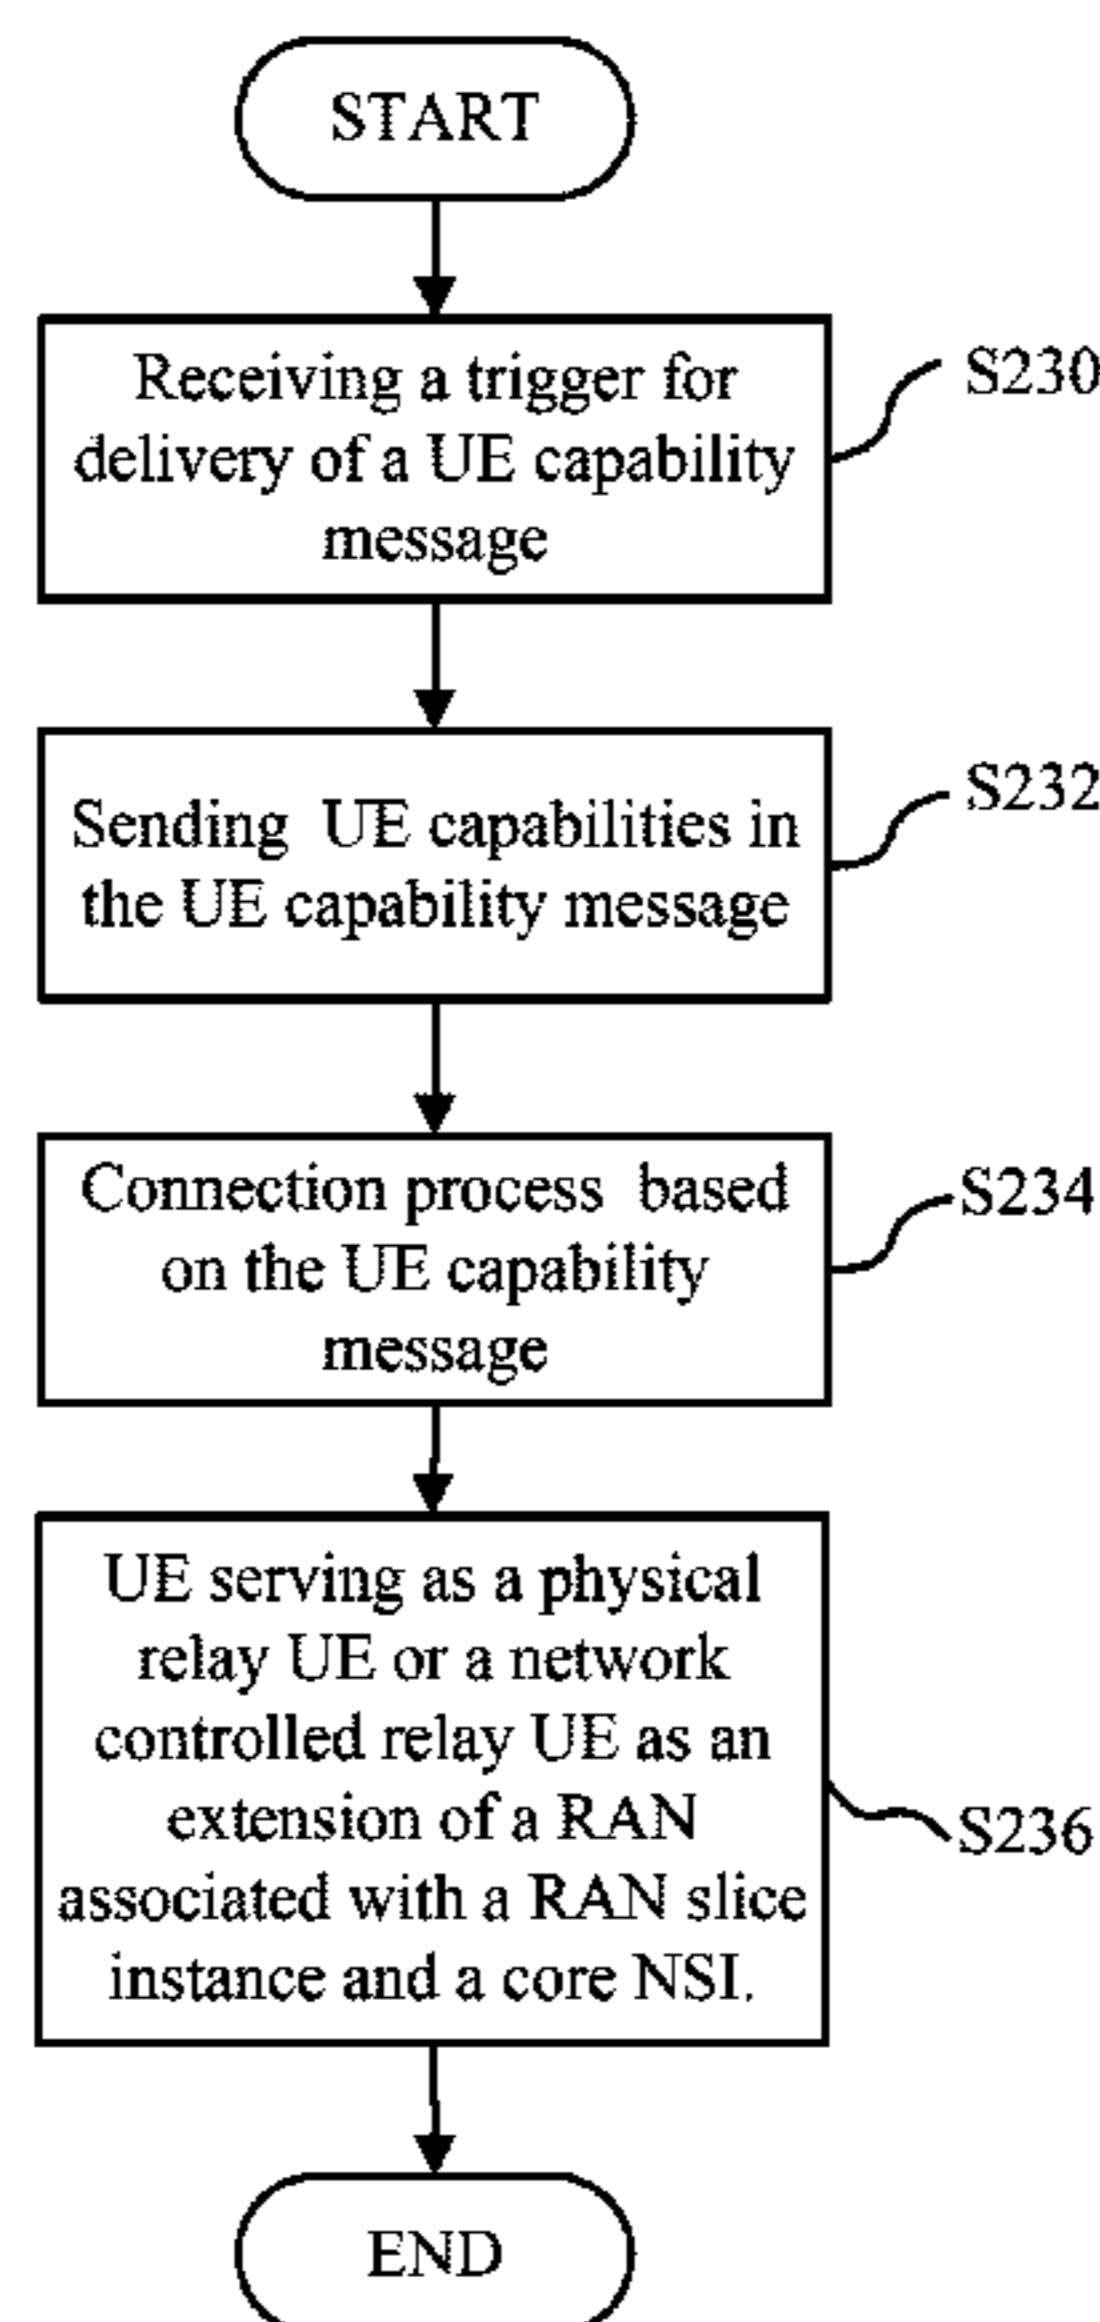 START
Receiving a trigger for
delivery of a UE capability
message
S230
Sending UE capabilities in
the UE capability message
S232
Connection process based
on the UE capability
message
S234
UE serving as a physical
relay UE or a network
controlled relay UE as an
extension of a RAN
associated with a RAN slice
instance and a core NSI.
S236
END